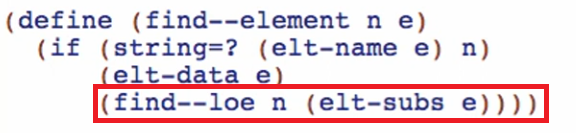 (define (find--element n e)
(if (string=? (elt-name e) n)
(elt-data e)
(find--loe n (elt-subs e))))